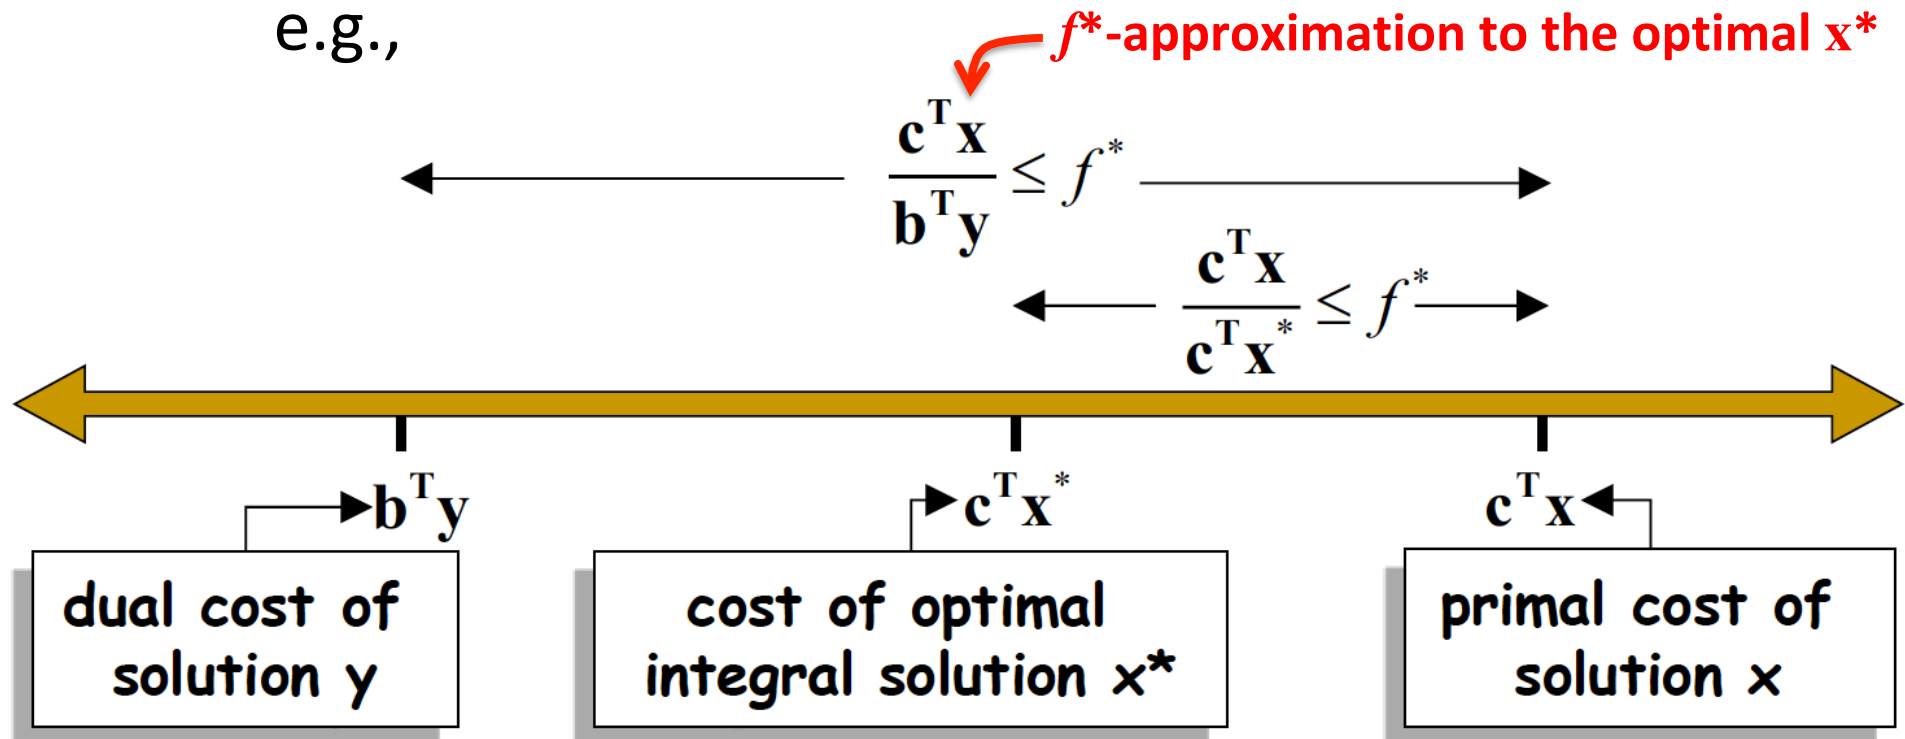 e.g.,
f*-approximation to the optimal x*
c^T x / b^T y ≤ f*
c^T x / c^T x* ≤ f*
b^T y
c^T x*
c^T x
dual cost of
solution y
cost of optimal
integral solution x*
primal cost of
solution x